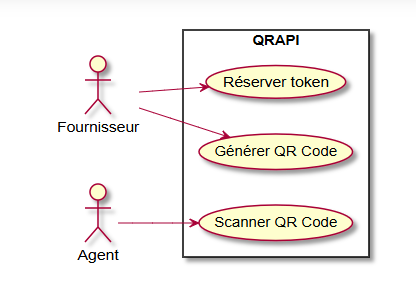 QRAPI
Réserver token
Fournisseur
Générer QR Code
Scanner QR Code
Agent